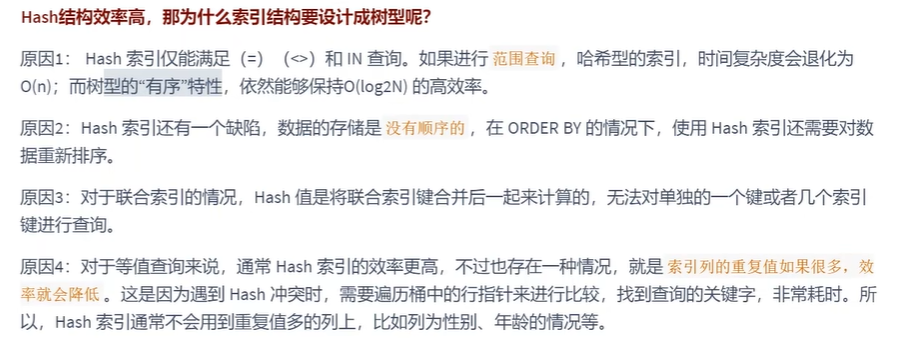 Hash结构效率高，那为什么索引结构要设计成树型呢？
原因1： Hash 索引仅能满足（=）（<>）和 IN 查询。如果进行 范围查询 ，哈希型的索引，时间复杂度会退化为
O(n)；而树型的“有序”特性，依然能够保持O(log2N) 的高效率。
原因2：Hash 索引还有一个缺陷，数据的存储是 没有顺序的 ，在 ORDER BY 的情况下，使用 Hash 索引还需要对数
据重新排序。
原因3：对于联合索引的情况，Hash 值是将联合索引键合并后一起来计算的，无法对单独的一个键或者几个索引
键进行查询。
原因4：对于等值查询来说，通常 Hash 索引的效率更高，不过也存在一种情况，就是 索引列的重复值如果很多，效
率就会降低 。这是因为遇到 Hash 冲突时，需要遍历桶中的行指针来进行比较，找到查询的关键字，非常耗时。所
以，Hash 索引通常不会用到重复值多的列上，比如列为性别、年龄的情况等。